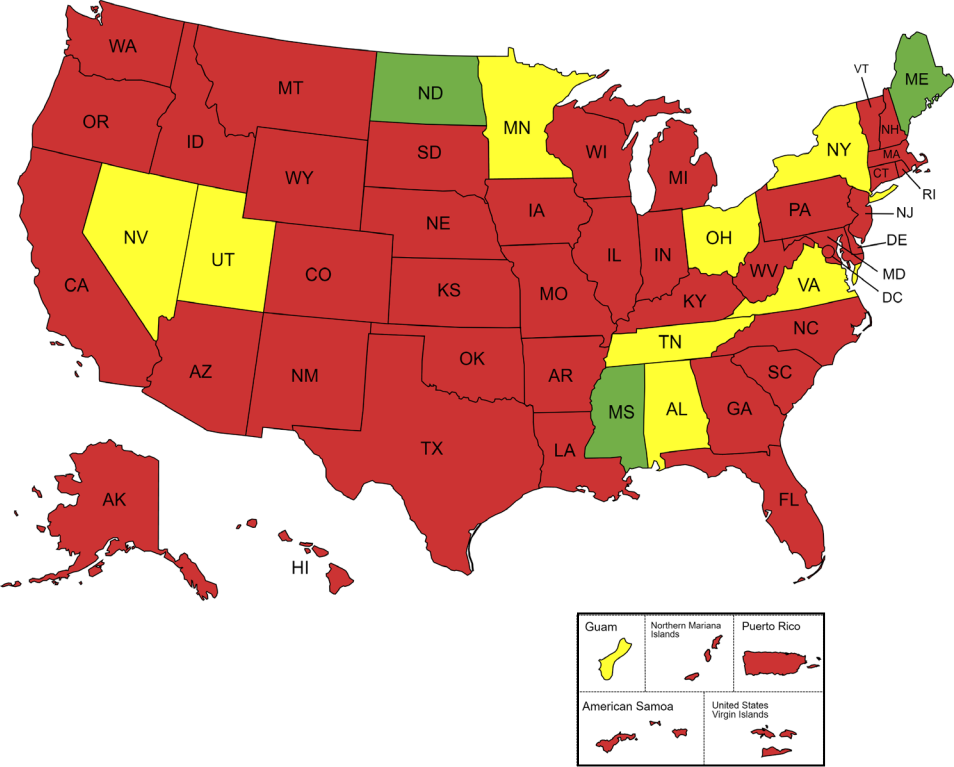 WA
MT
ND
ME
VT
OR
ID
MN
NH
SD
WI
NY
MA
WY
MI
CT
RI
IA
PA
NJ
NE
NV
OH
DE
UT
IL
IN
CO
WV
MD
CA
KS
MO
VA
DC
KY
NC
TN
OK
AZ
NM
AR
SC
MS
AL
GA
TX
LA
AK
FL
HI
Guam
Northern Mariana
Islands
Puerto Rico
American Samoa
United States
Virgin Islands